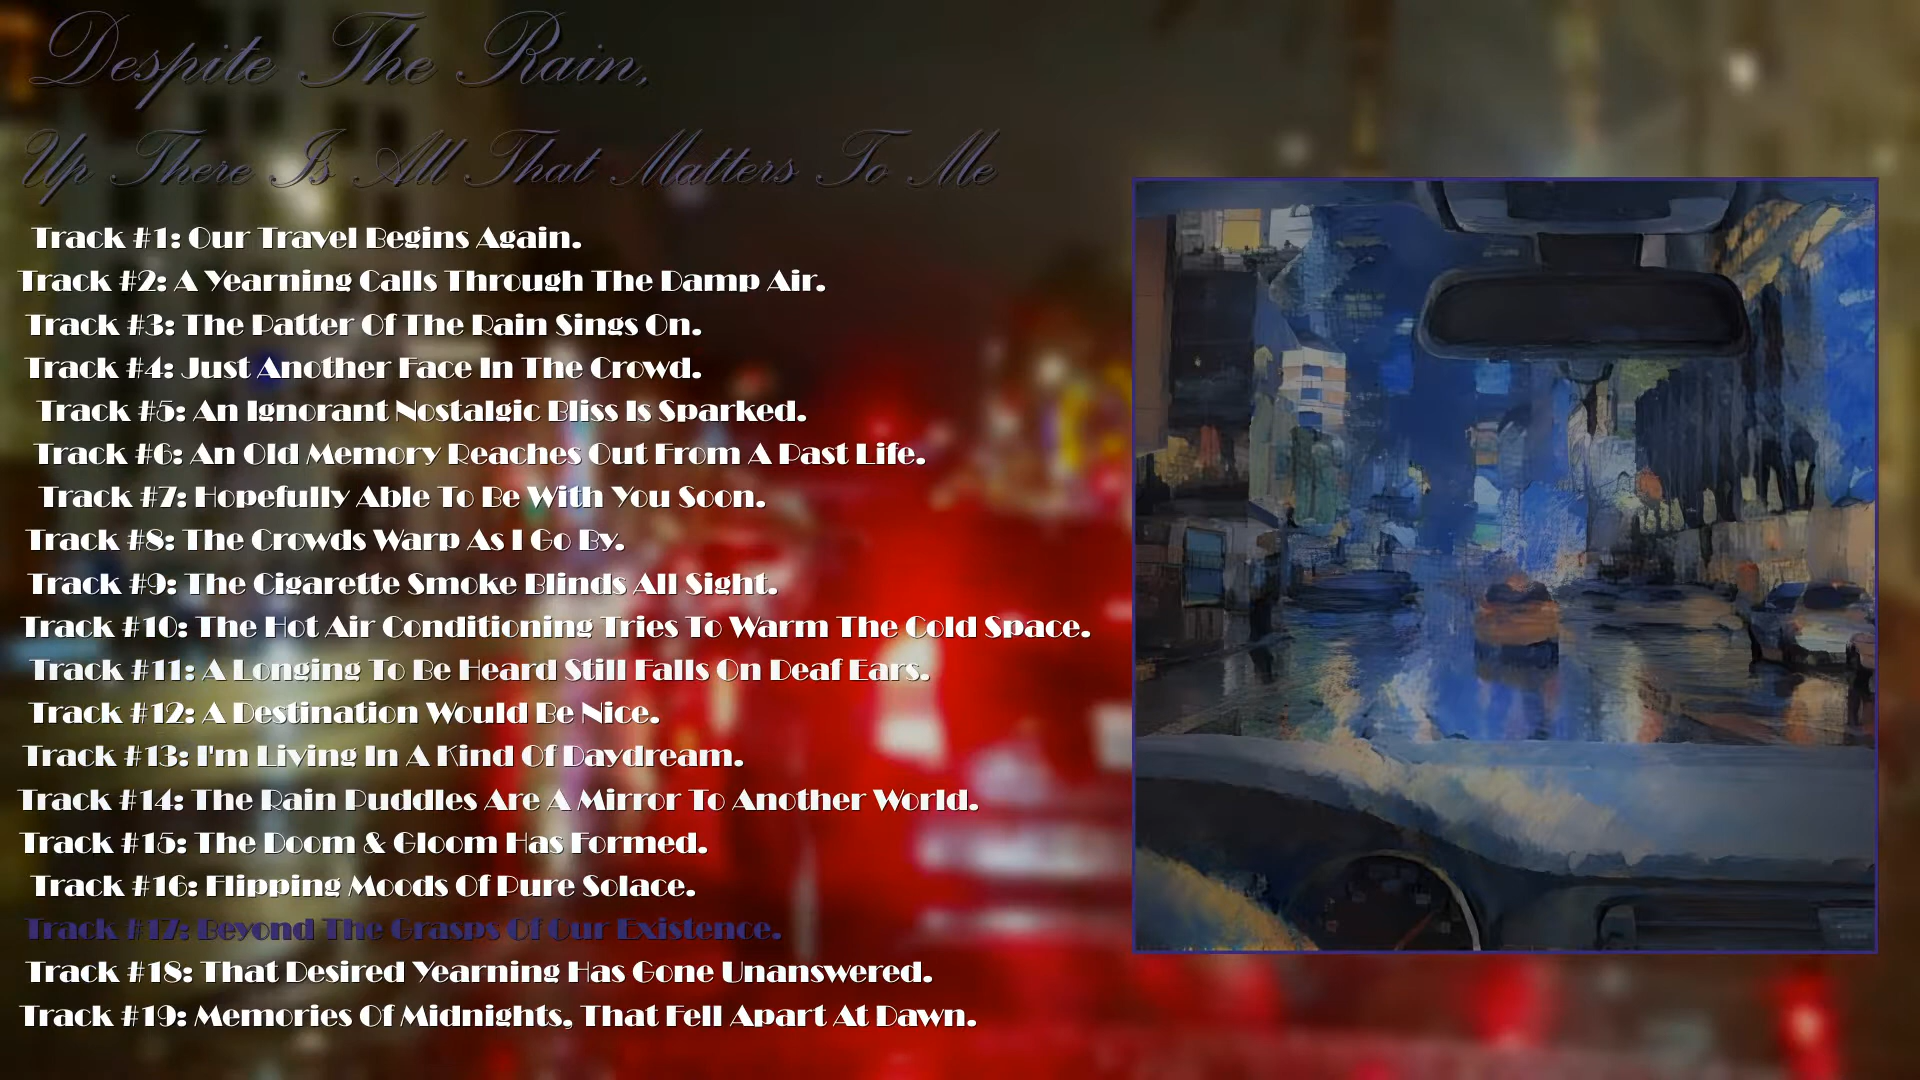 Despite The Rain,
Up There Is All That Matters To Me
Track #1: Our Travel Begins Again.
Track #2: A Yearning Calls Through The Damp Air.
Track #3: The Patter Of The Rain Sings On.
Track #4: Just Another Face In The Crowd.
Track #5: An Ignorant Nostalgic Bliss Is Sparked.
Track #6: An Old Memory Reaches Out From A Past Life.
Track #7: Hopefully Able To Be With You Soon.
Track #8: The Crowds Warp As I Go By.
Track #9: The Cigarette Smoke Blinds All Sight.
Track #10: The Hot Air Conditioning Tries To Warm The Cold Space.
Track #11: A Longing To Be Heard Still Falls On Deaf Ears.
Track #12: A Destination Would Be Nice.
Track #13: I'm Living In A Kind Of Daydream.
Track #14: The Rain Puddles Are A Mirror To Another World.
Track #15: The Doom & Gloom Has Formed.
Track #16: Flipping Moods Of Pure Solace.
Track #17: Beyond The Grasps Of Our Existence.
Track #18: That Desired Yearning Has Gone Unanswered.
Track #19: Memories Of Midnights, That Fell Apart At Dawn.